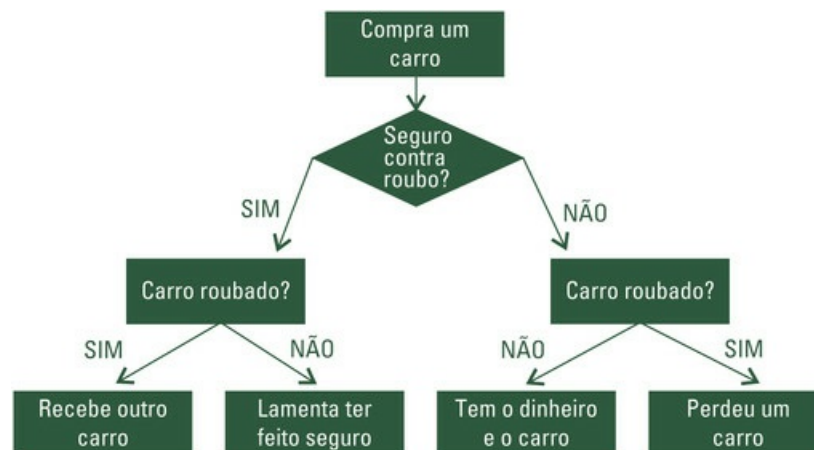 Compra um
carro
Seguro
contra
roubo?
SIM
NÃO
Carro roubado?
Carro roubado?
SIM
NÃO
NÃO
SIM
Recebe outro
carro
Lamenta ter
feito seguro
Tem o dinheiro
e o carro
Perdeu um
carro